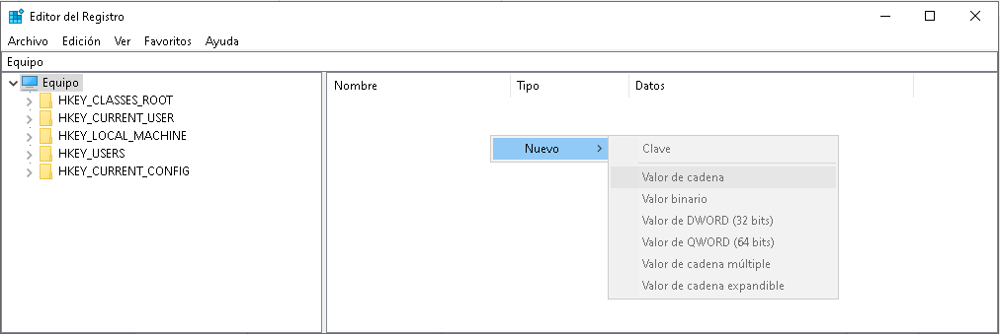 Editor del Registro
Archivo Edición Ver Favoritos Ayuda
Equipo
Equipo
HKEY_CLASSES_ROOT
HKEY_CURRENT_USER
HKEY_LOCAL_MACHINE
HKEY_USERS
HKEY_CURRENT_CONFIG
Nombre Tipo Datos
Nuevo
Clave
Valor de cadena
Valor binario
Valor de DWORD (32 bits)
Valor de QWORD (64 bits)
Valor de cadena múltiple
Valor de cadena expandible